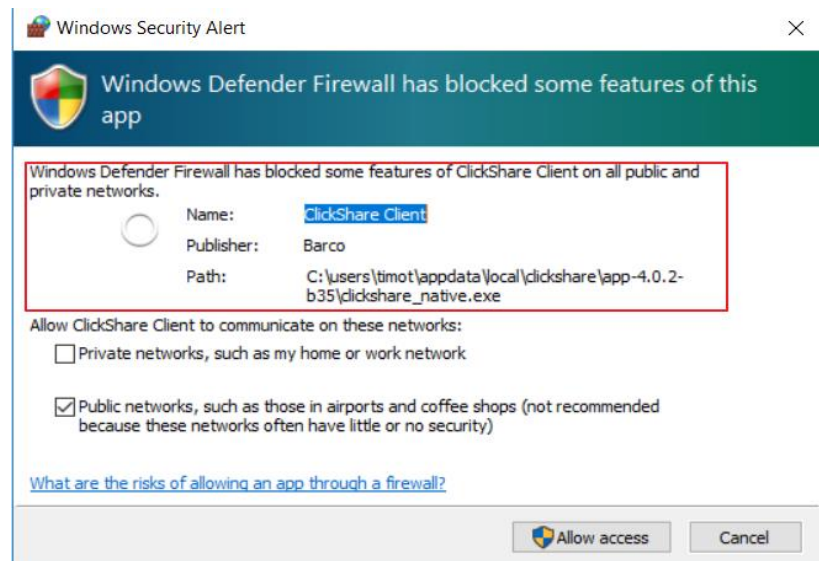 Windows Security Alert
Windows Defender Firewall has blocked some features of this
app
Windows Defender Firewall has blocked some features of ClickShare Client on all public and
private networks.
Name: ClickShare Client
Publisher: Barco
Path: C:\users\timot\appdata\local\clickshare\app-4.0.2-
b35\clickshare_native.exe
Allow ClickShare Client to communicate on these networks:
Private networks, such as my home or work network
Public networks, such as those in airports and coffee shops (not recommended
because these networks often have little or no security)
What are the risks of allowing an app through a firewall?
Allow access Cancel